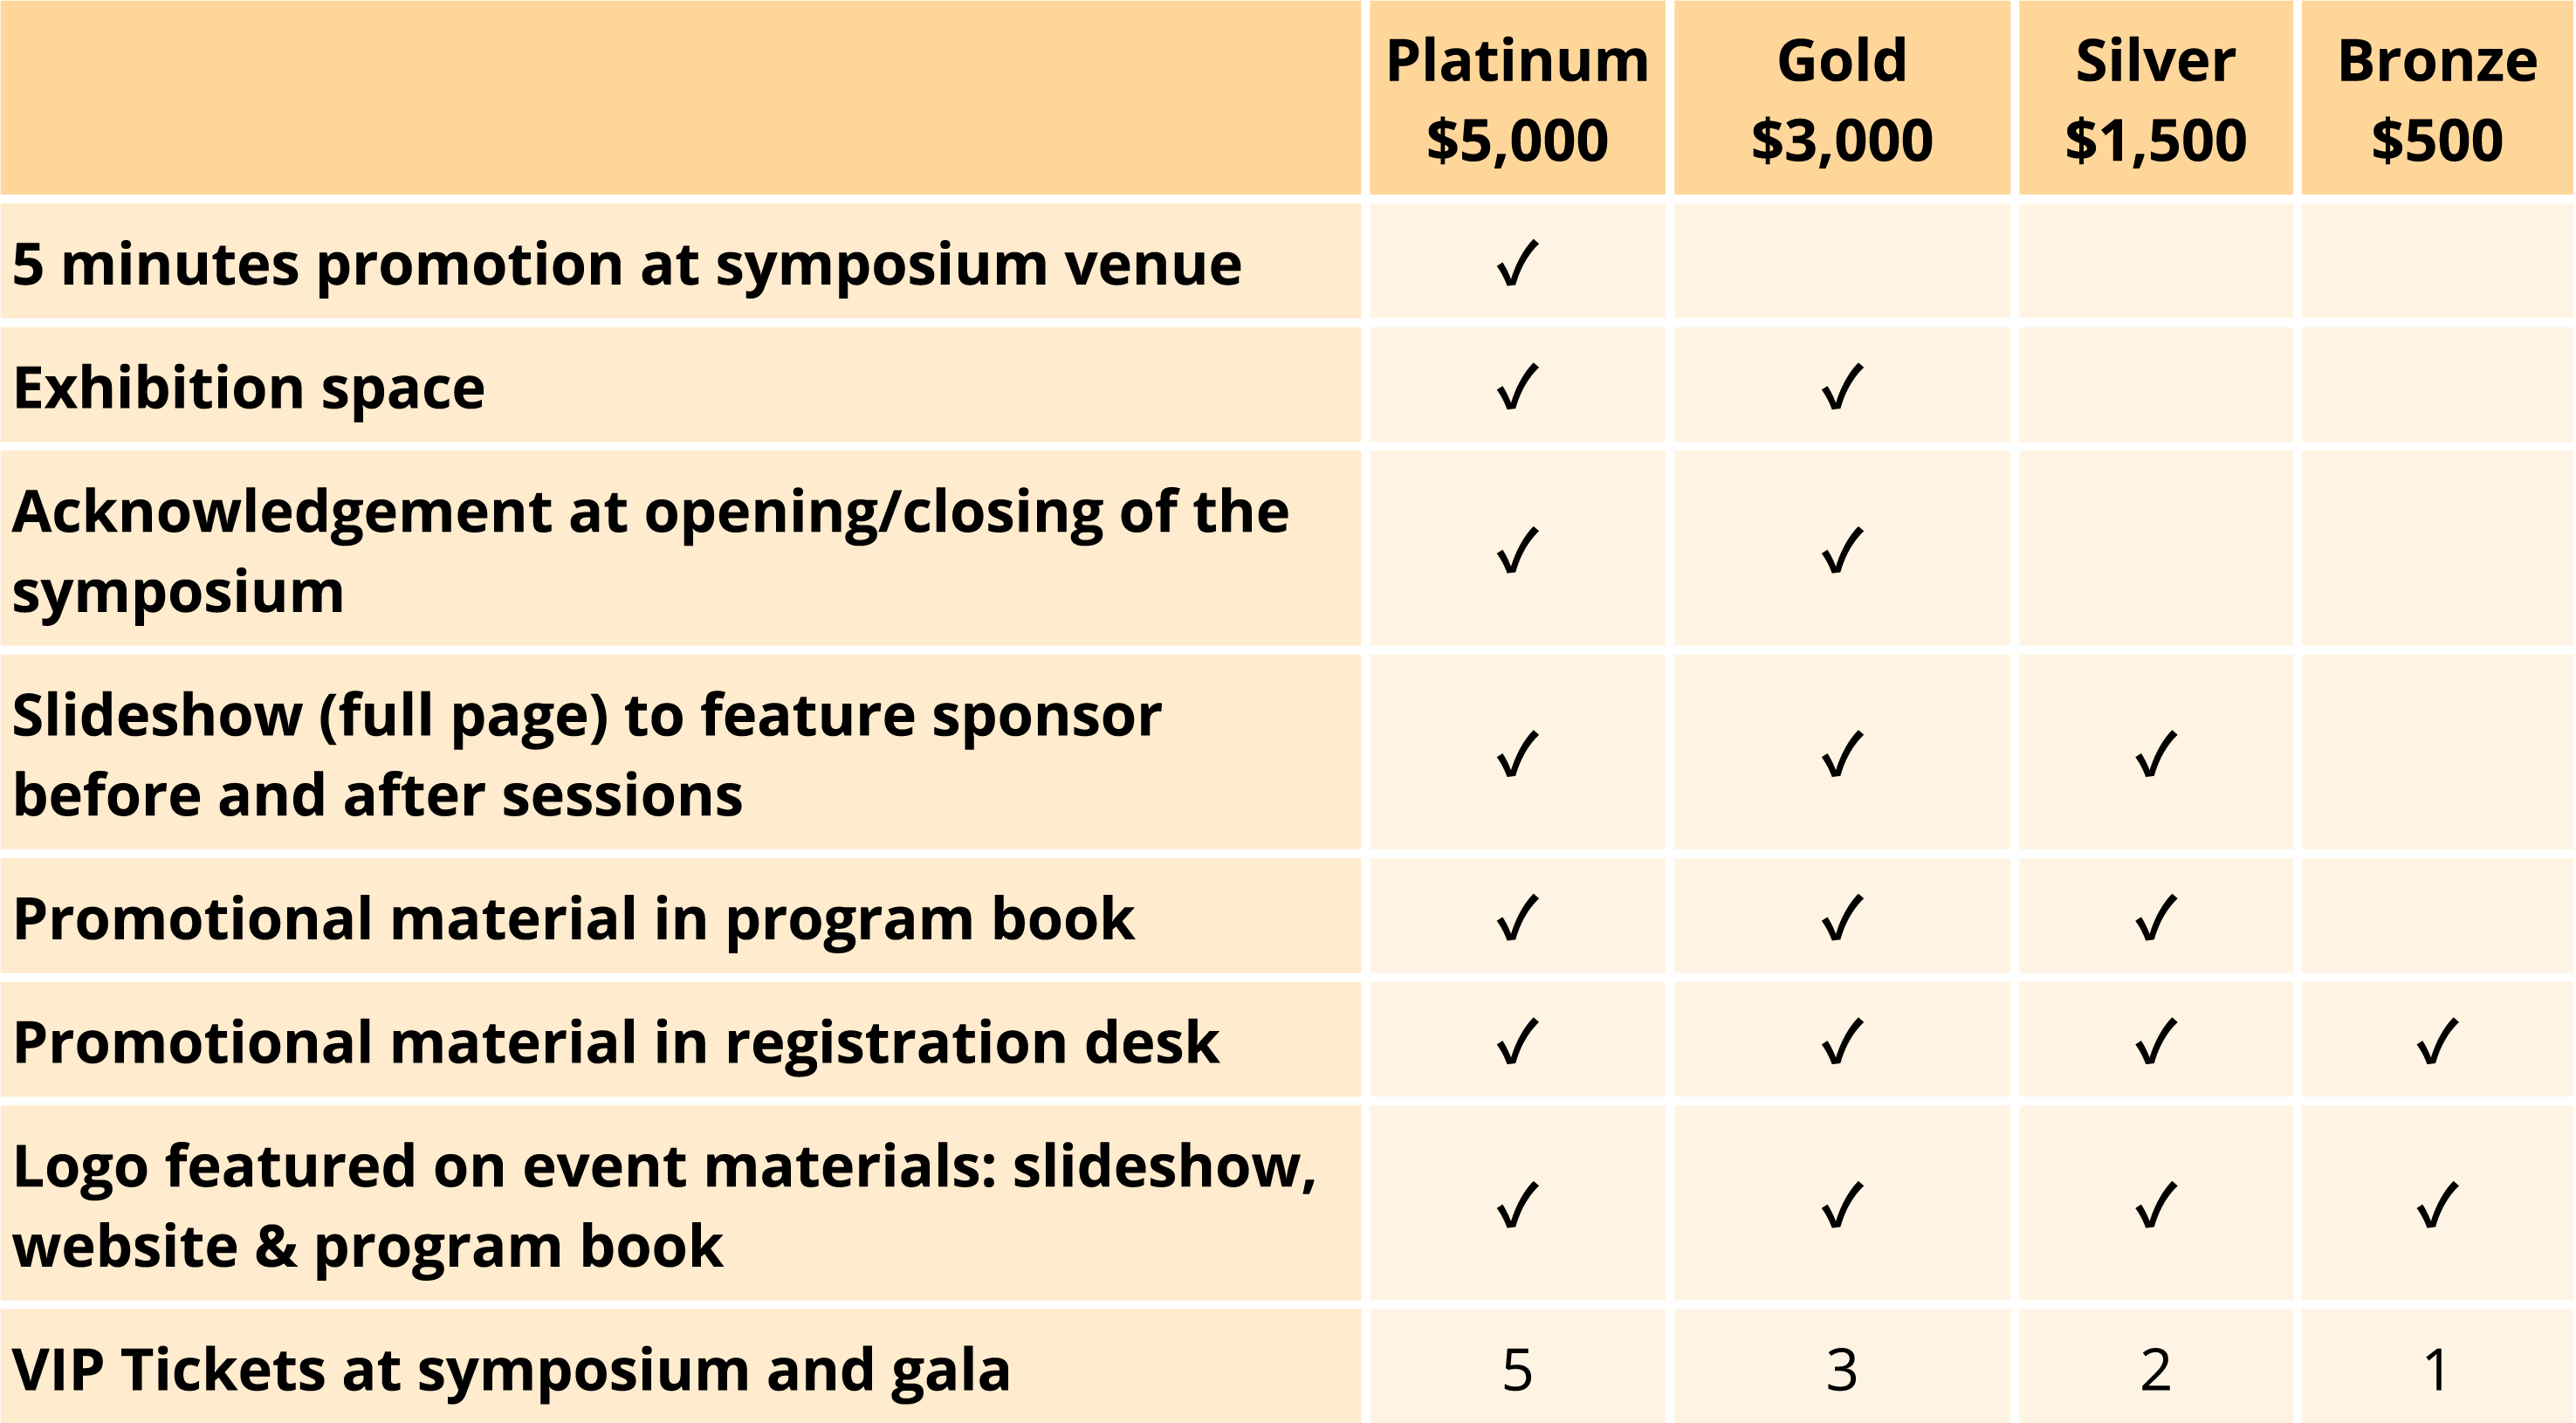 Platinum Gold Silver Bronze
$5,000 $3,000 $1,500 $500
5 minutes promotion at symposium venue ✓
Exhibition space ✓ ✓
Acknowledgement at opening/closing of the
symposium ✓ ✓
Slideshow (full page) to feature sponsor
before and after sessions ✓ ✓ ✓
Promotional material in program book ✓ ✓ ✓
Promotional material in registration desk ✓ ✓ ✓ ✓
Logo featured on event materials: slideshow,
website & program book ✓ ✓ ✓ ✓
VIP Tickets at symposium and gala 5 3 2 1